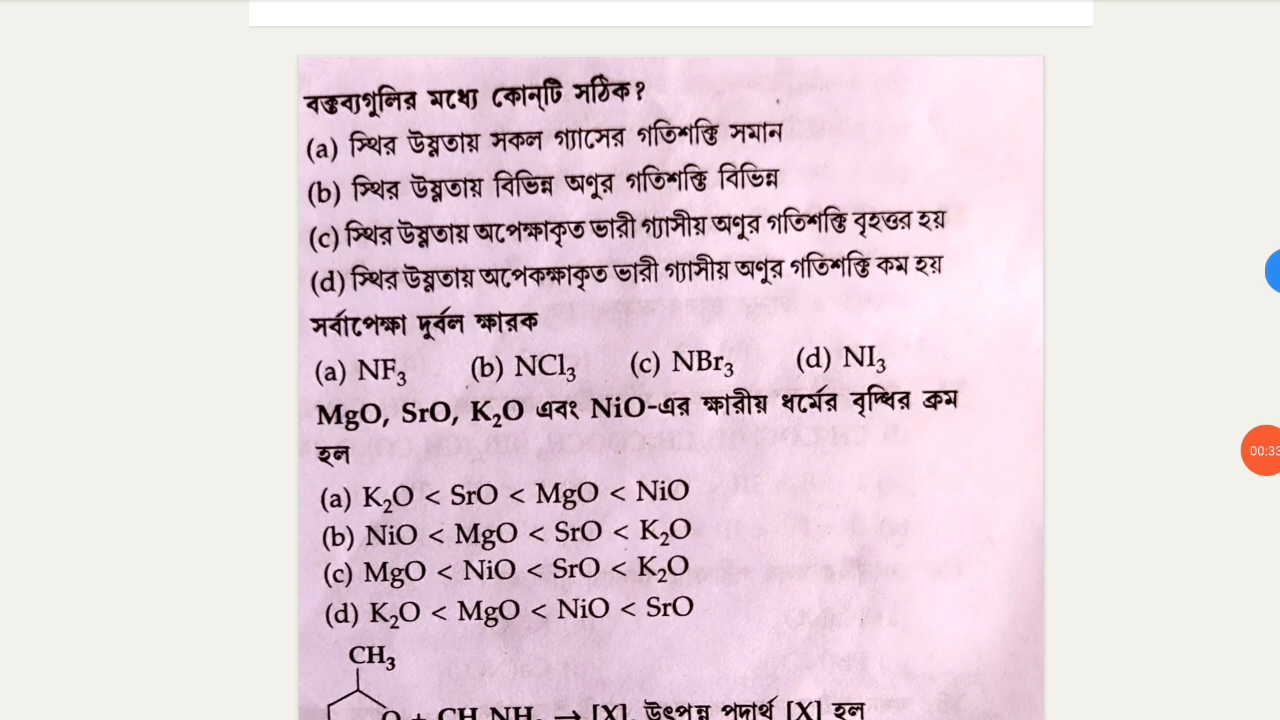 বক্তব্যগুলির মধ্যে কোন্‌টি সঠিক?
(a) স্থির উষ্ণতায় সকল গ্যাসের গতিশক্তি সমান
(b) স্থির উষ্ণতায় বিভিন্ন অণুর গতিশক্তি বিভিন্ন
(c) স্থির উষ্ণতায় অপেক্ষাকৃত ভারী গ্যাসীয় অণুর গতিশক্তি বৃহত্তর হয়
(d) স্থির উষ্ণতায় অপেকক্ষাকৃত ভারী গ্যাসীয় অণুর গতিশক্তি কম হয়
সর্বাপেক্ষা দুর্বল ক্ষারক
(a) NF₃ (b) NCl₃ (c) NBr₃ (d) NI₃
MgO, SrO, K₂O এবং NiO-এর ক্ষারীয় ধর্মের বৃদ্ধির ক্রম
হল
(a) K₂O < SrO < MgO < NiO
(b) NiO < MgO < SrO < K₂O
(c) MgO < NiO < SrO < K₂O
(d) K₂O < MgO < NiO < SrO
CH₃
→ [X], উৎপন্ন পদার্থ [X] হল
00:33